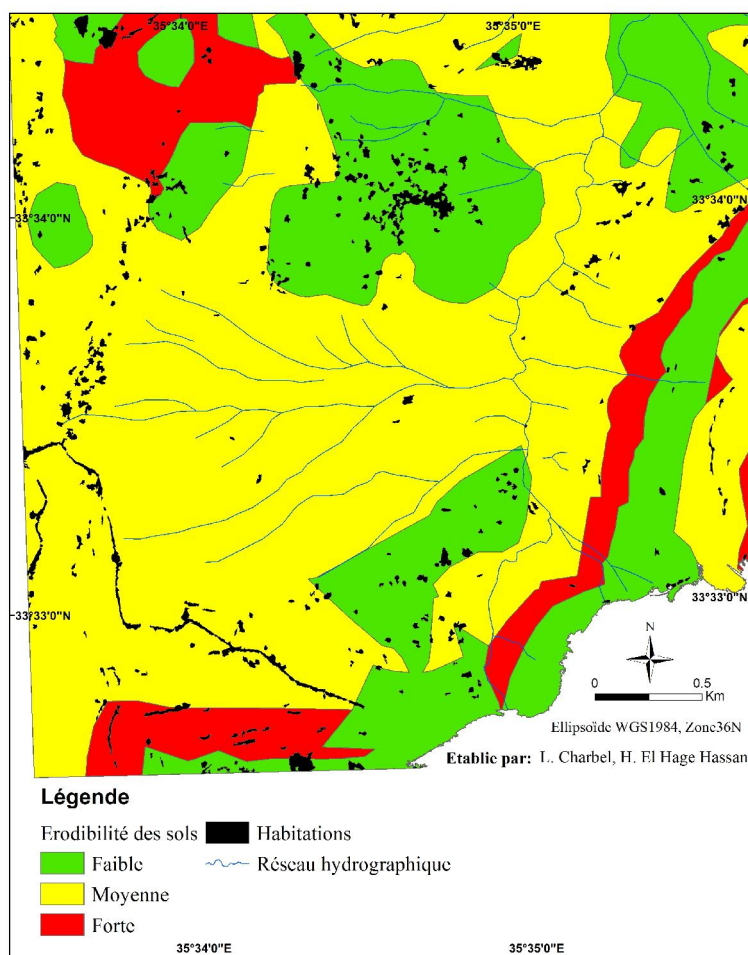 35°34'0"E
35°35'0"E
33°34'0"N
33°34'0"N
33°33'0"N
33°33'0"N
N
0
0.5
Km
Ellipsoïde WGS1984, Zone36N
Etablie par: L. Charbel, H. El Hage Hassan
Légende
Erodibilité des sols
Habitations
Faible
Réseau hydrographique
Moyenne
Forte
35°34'0"E
35°35'0"E